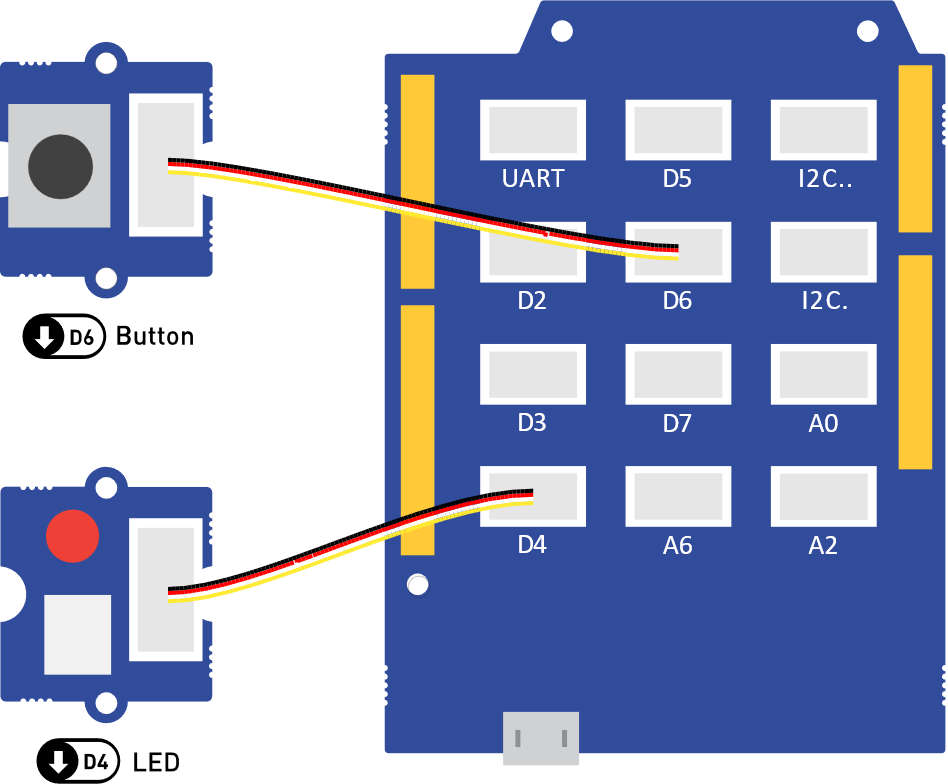 UART D5 I2C..
D2 D6 I2C.
D6 Button
D3 D7 A0
D4 A6 A2
D4 LED